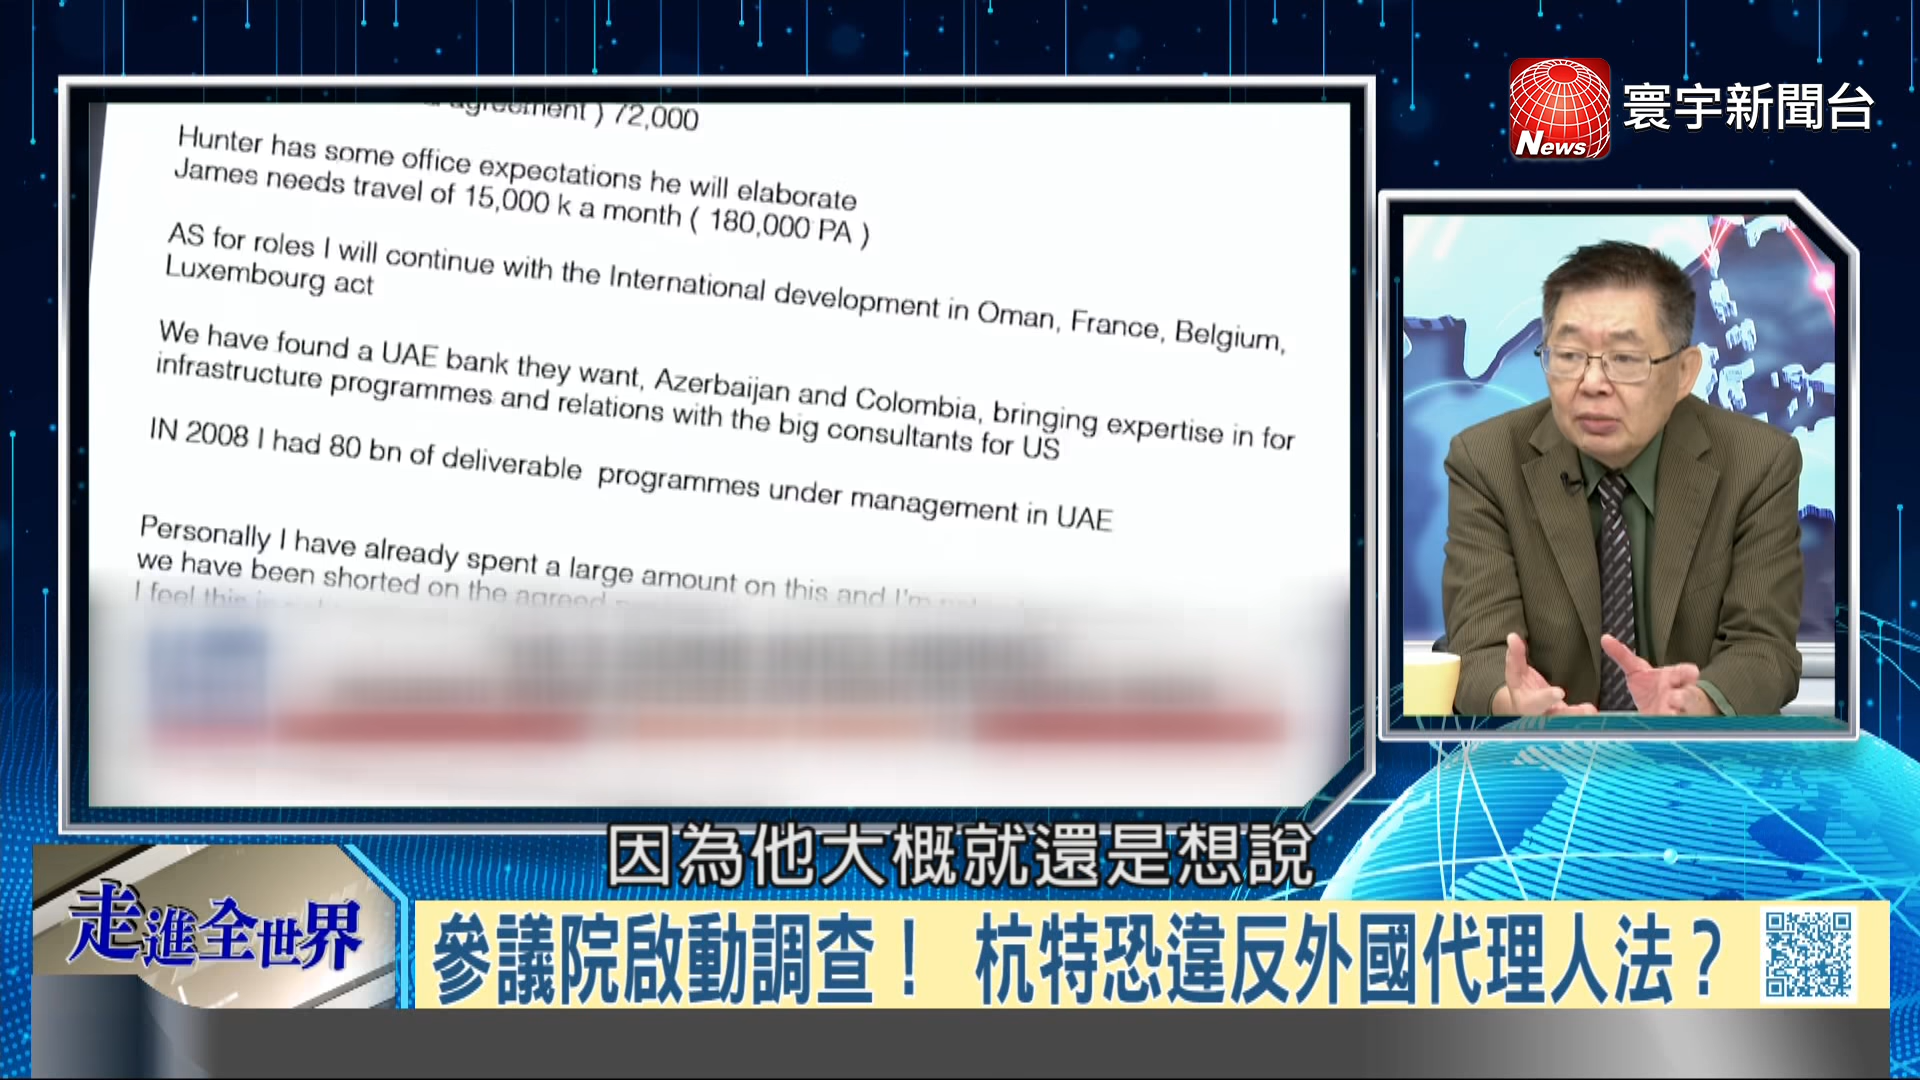 agreement ) 72,000
Hunter has some office expectations he will elaborate
James needs travel of 15,000 k a month ( 180,000 PA )
AS for roles I will continue with the International development in Oman, France, Belgium,
Luxembourg act
We have found a UAE bank they want, Azerbaijan and Colombia, bringing expertise in for
infrastructure programmes and relations with the big consultants for US
IN 2008 I had 80 bn of deliverable programmes under management in UAE
Personally I have already spent a large amount on this and I'm
we have been shorted on the agreed
I feel this is
News
寰宇新聞台
因為他大概就還是想說
走進全世界
參議院啟動調查！ 杭特恐違反外國代理人法？